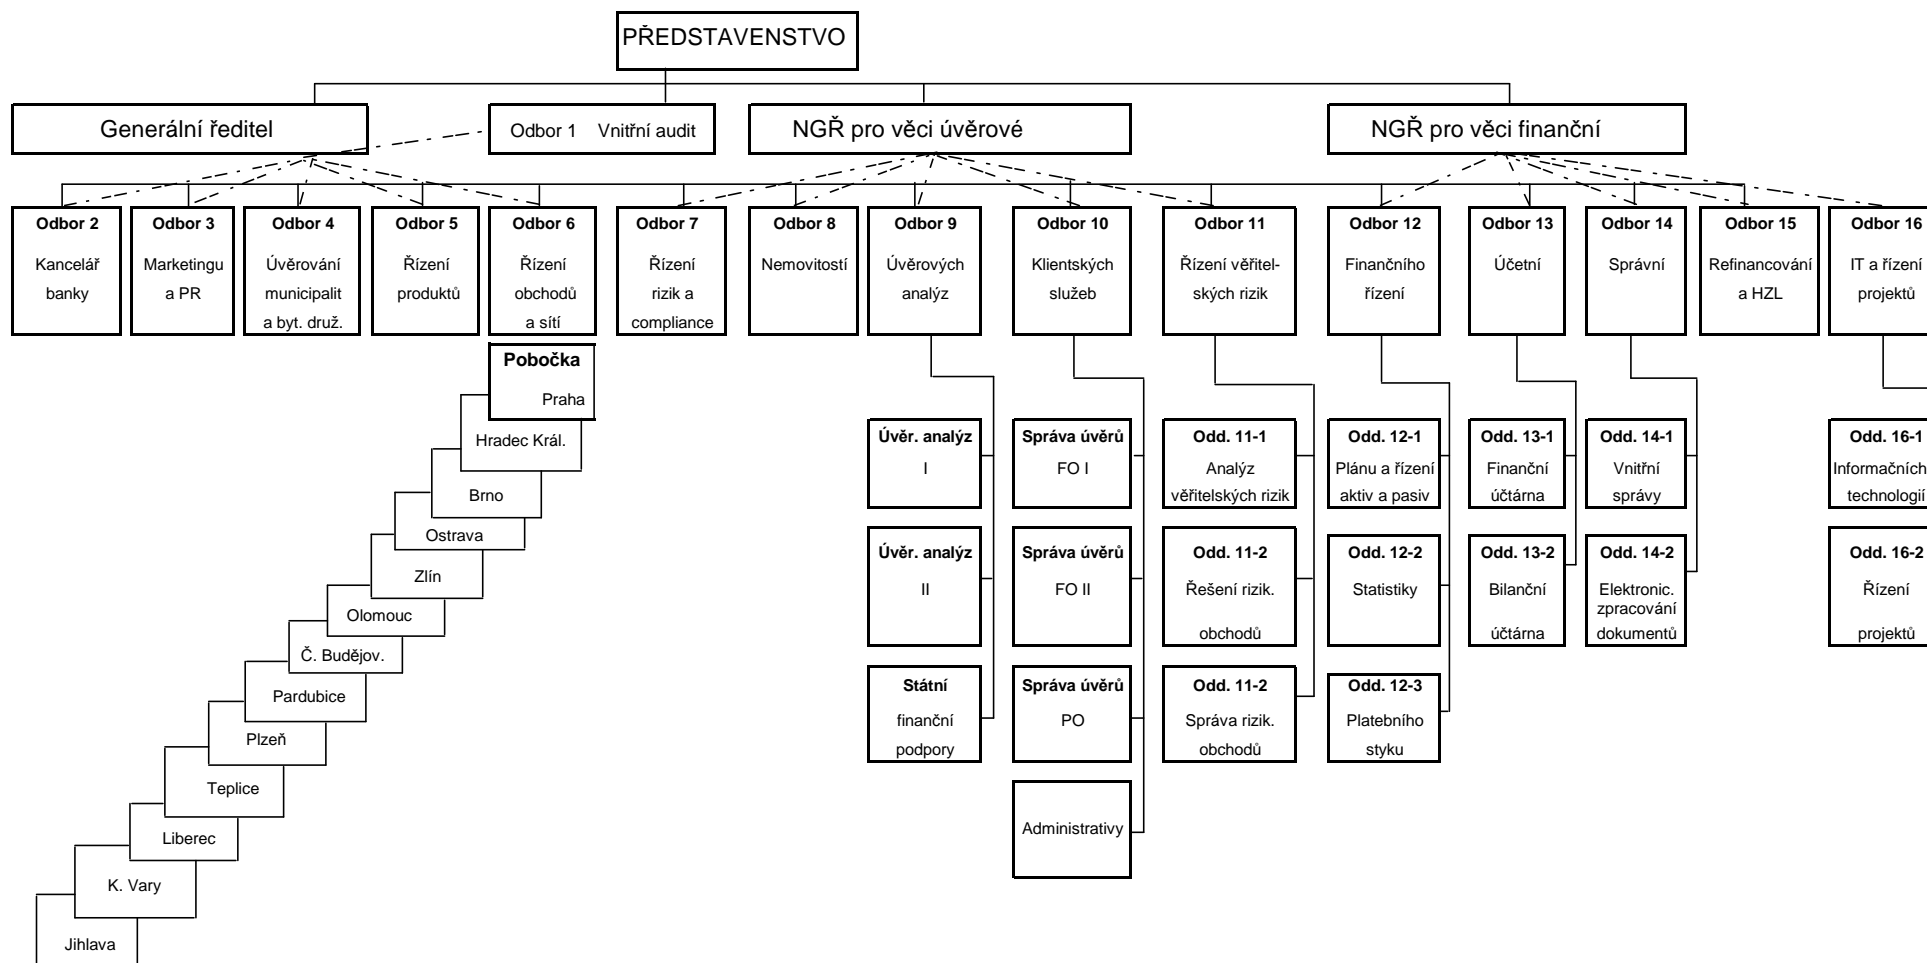 PŘEDSTAVENSTVO
Generální ředitel
Odbor 1 Vnitřní audit
NGŘ pro věci úvěrové
NGŘ pro věci finanční
Odbor 2
Kancelář
banky
Odbor 3
Marketingu
a PR
Odbor 4
Úvěrování
municipalit
a byt. druž.
Odbor 5
Řízení
produktů
Odbor 6
Řízení
obchodů
a sítí
Odbor 7
Řízení
rizik a
compliance
Odbor 8
Nemovitostí
Odbor 9
Úvěrových
analýz
Odbor 10
Klientských
služeb
Odbor 11
Řízení věřitel-
ských rizik
Odbor 12
Finančního
řízení
Odbor 13
Účetní
Odbor 14
Správní
Odbor 15
Refinancování
a HZL
Odbor 16
IT a řízení
projektů
Pobočka
Praha
Hradec Král.
Brno
Ostrava
Zlín
Olomouc
Č. Budějov.
Pardubice
Plzeň
Teplice
Liberec
K. Vary
Jihlava
Úvěr. analýz
I
Úvěr. analýz
II
Státní
finanční
podpory
Správa úvěrů
FO I
Správa úvěrů
FO II
Správa úvěrů
PO
Administrativy
Odd. 11-1
Analýz
věřitelských rizik
Odd. 11-2
Řešení rizik.
obchodů
Odd. 11-2
Správa rizik.
obchodů
Odd. 12-1
Plánu a řízení
aktiv a pasiv
Odd. 12-2
Statistiky
Odd. 12-3
Platebního
styku
Odd. 13-1
Finanční
účtárna
Odd. 13-2
Bilanční
účtárna
Odd. 14-1
Vnitřní
správy
Odd. 14-2
Elektronic.
zpracování
dokumentů
Odd. 16-1
Informačních
technologií
Odd. 16-2
Řízení
projektů